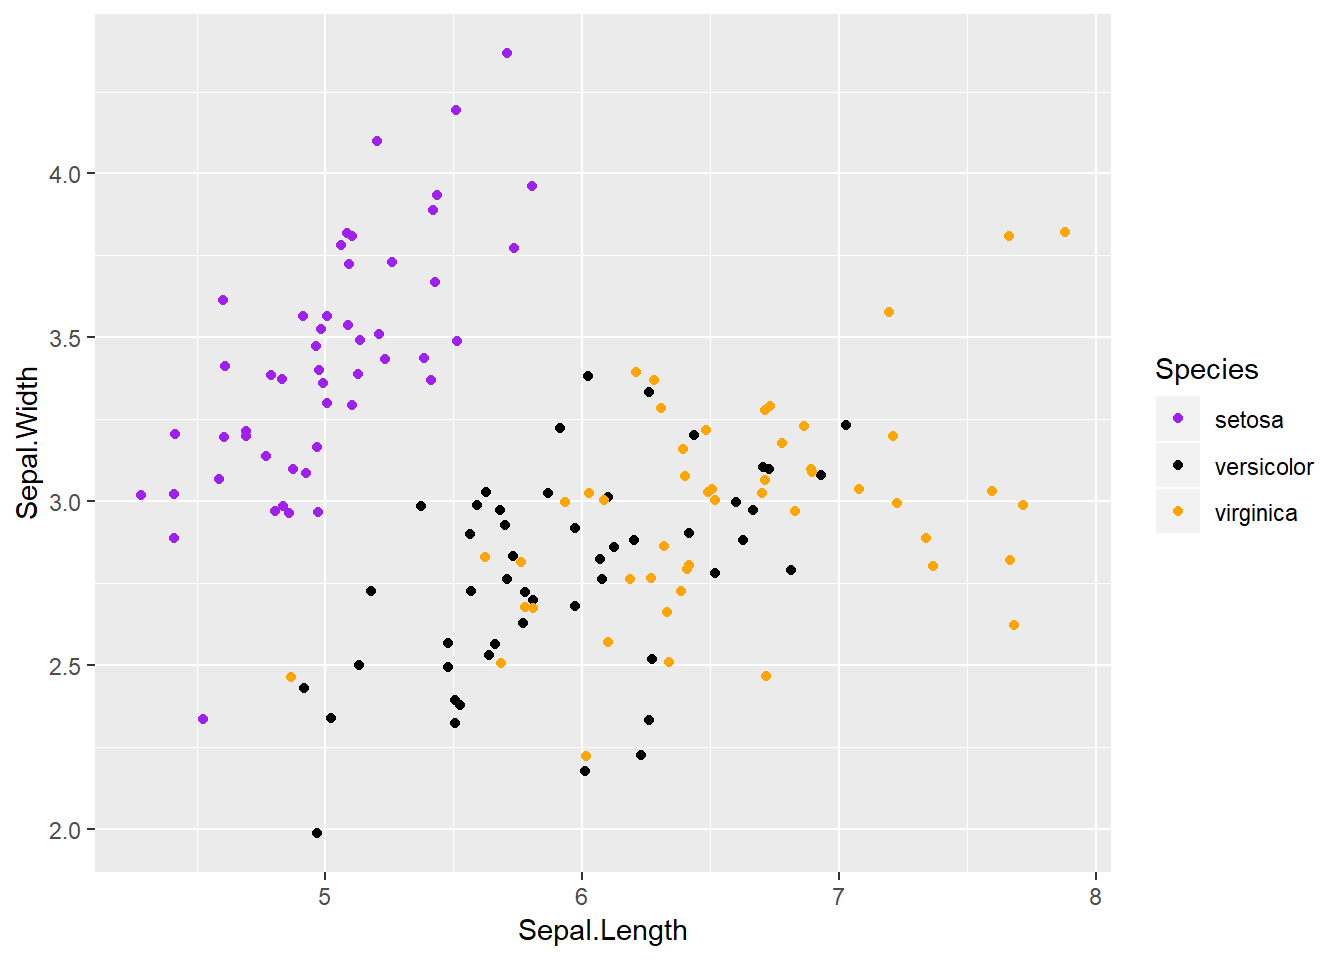 4.0
3.5
3.0
2.5
2.0
Sepal.Width
5 6 7 8
Sepal.Length
Species
setosa
versicolor
virginica